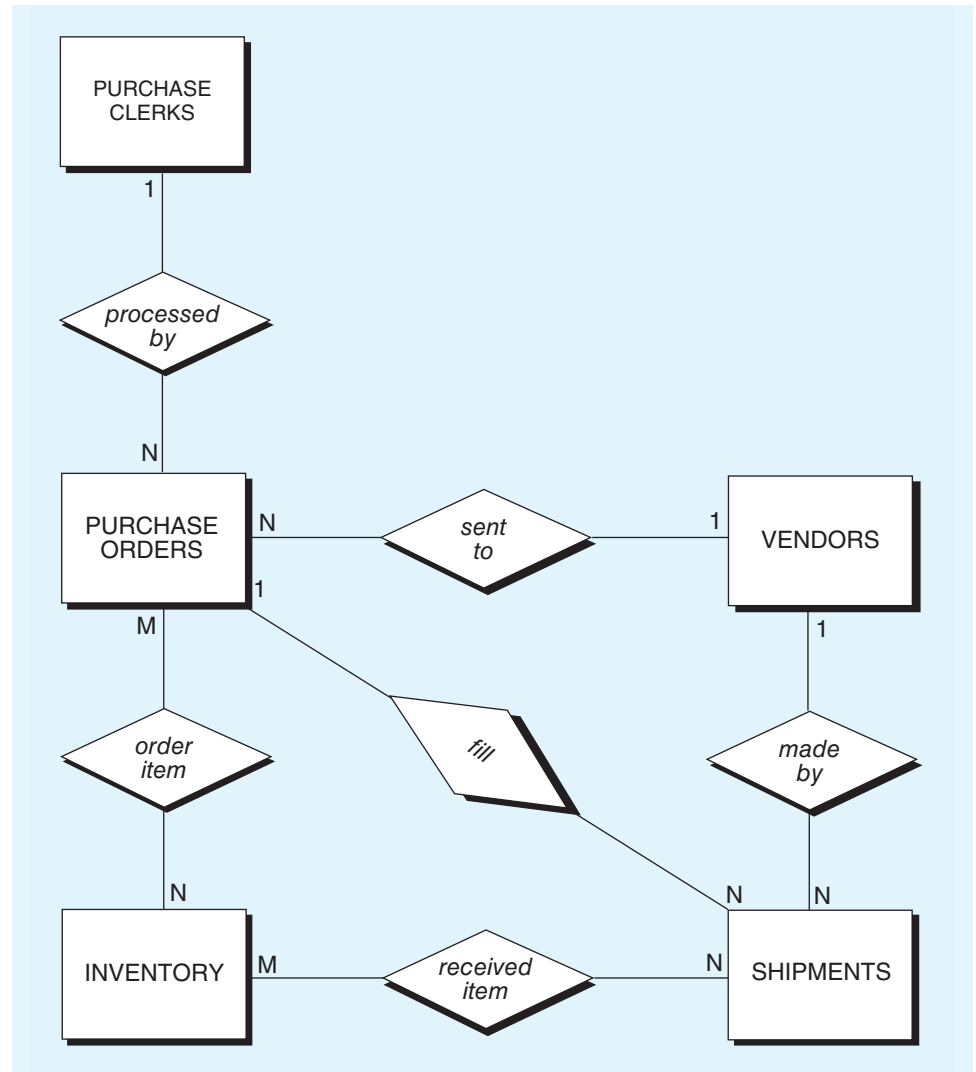 PURCHASE
CLERKS
1
processed
by
N
PURCHASE
ORDERS
N
sent
to
1
VENDORS
1
M
1
order
item
fill
made
by
N
N
N
INVENTORY
M
received
item
N
SHIPMENTS